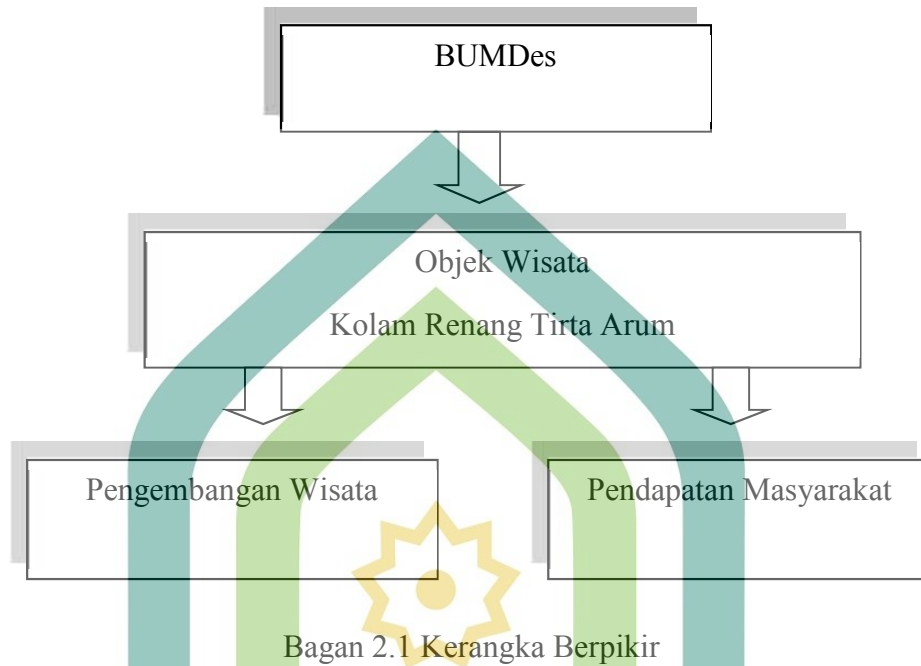 BUMDes
Objek Wisata
Kolam Renang Tirta Arum
Pengembangan Wisata
Pendapatan Masyarakat
Bagan 2.1 Kerangka Berpikir